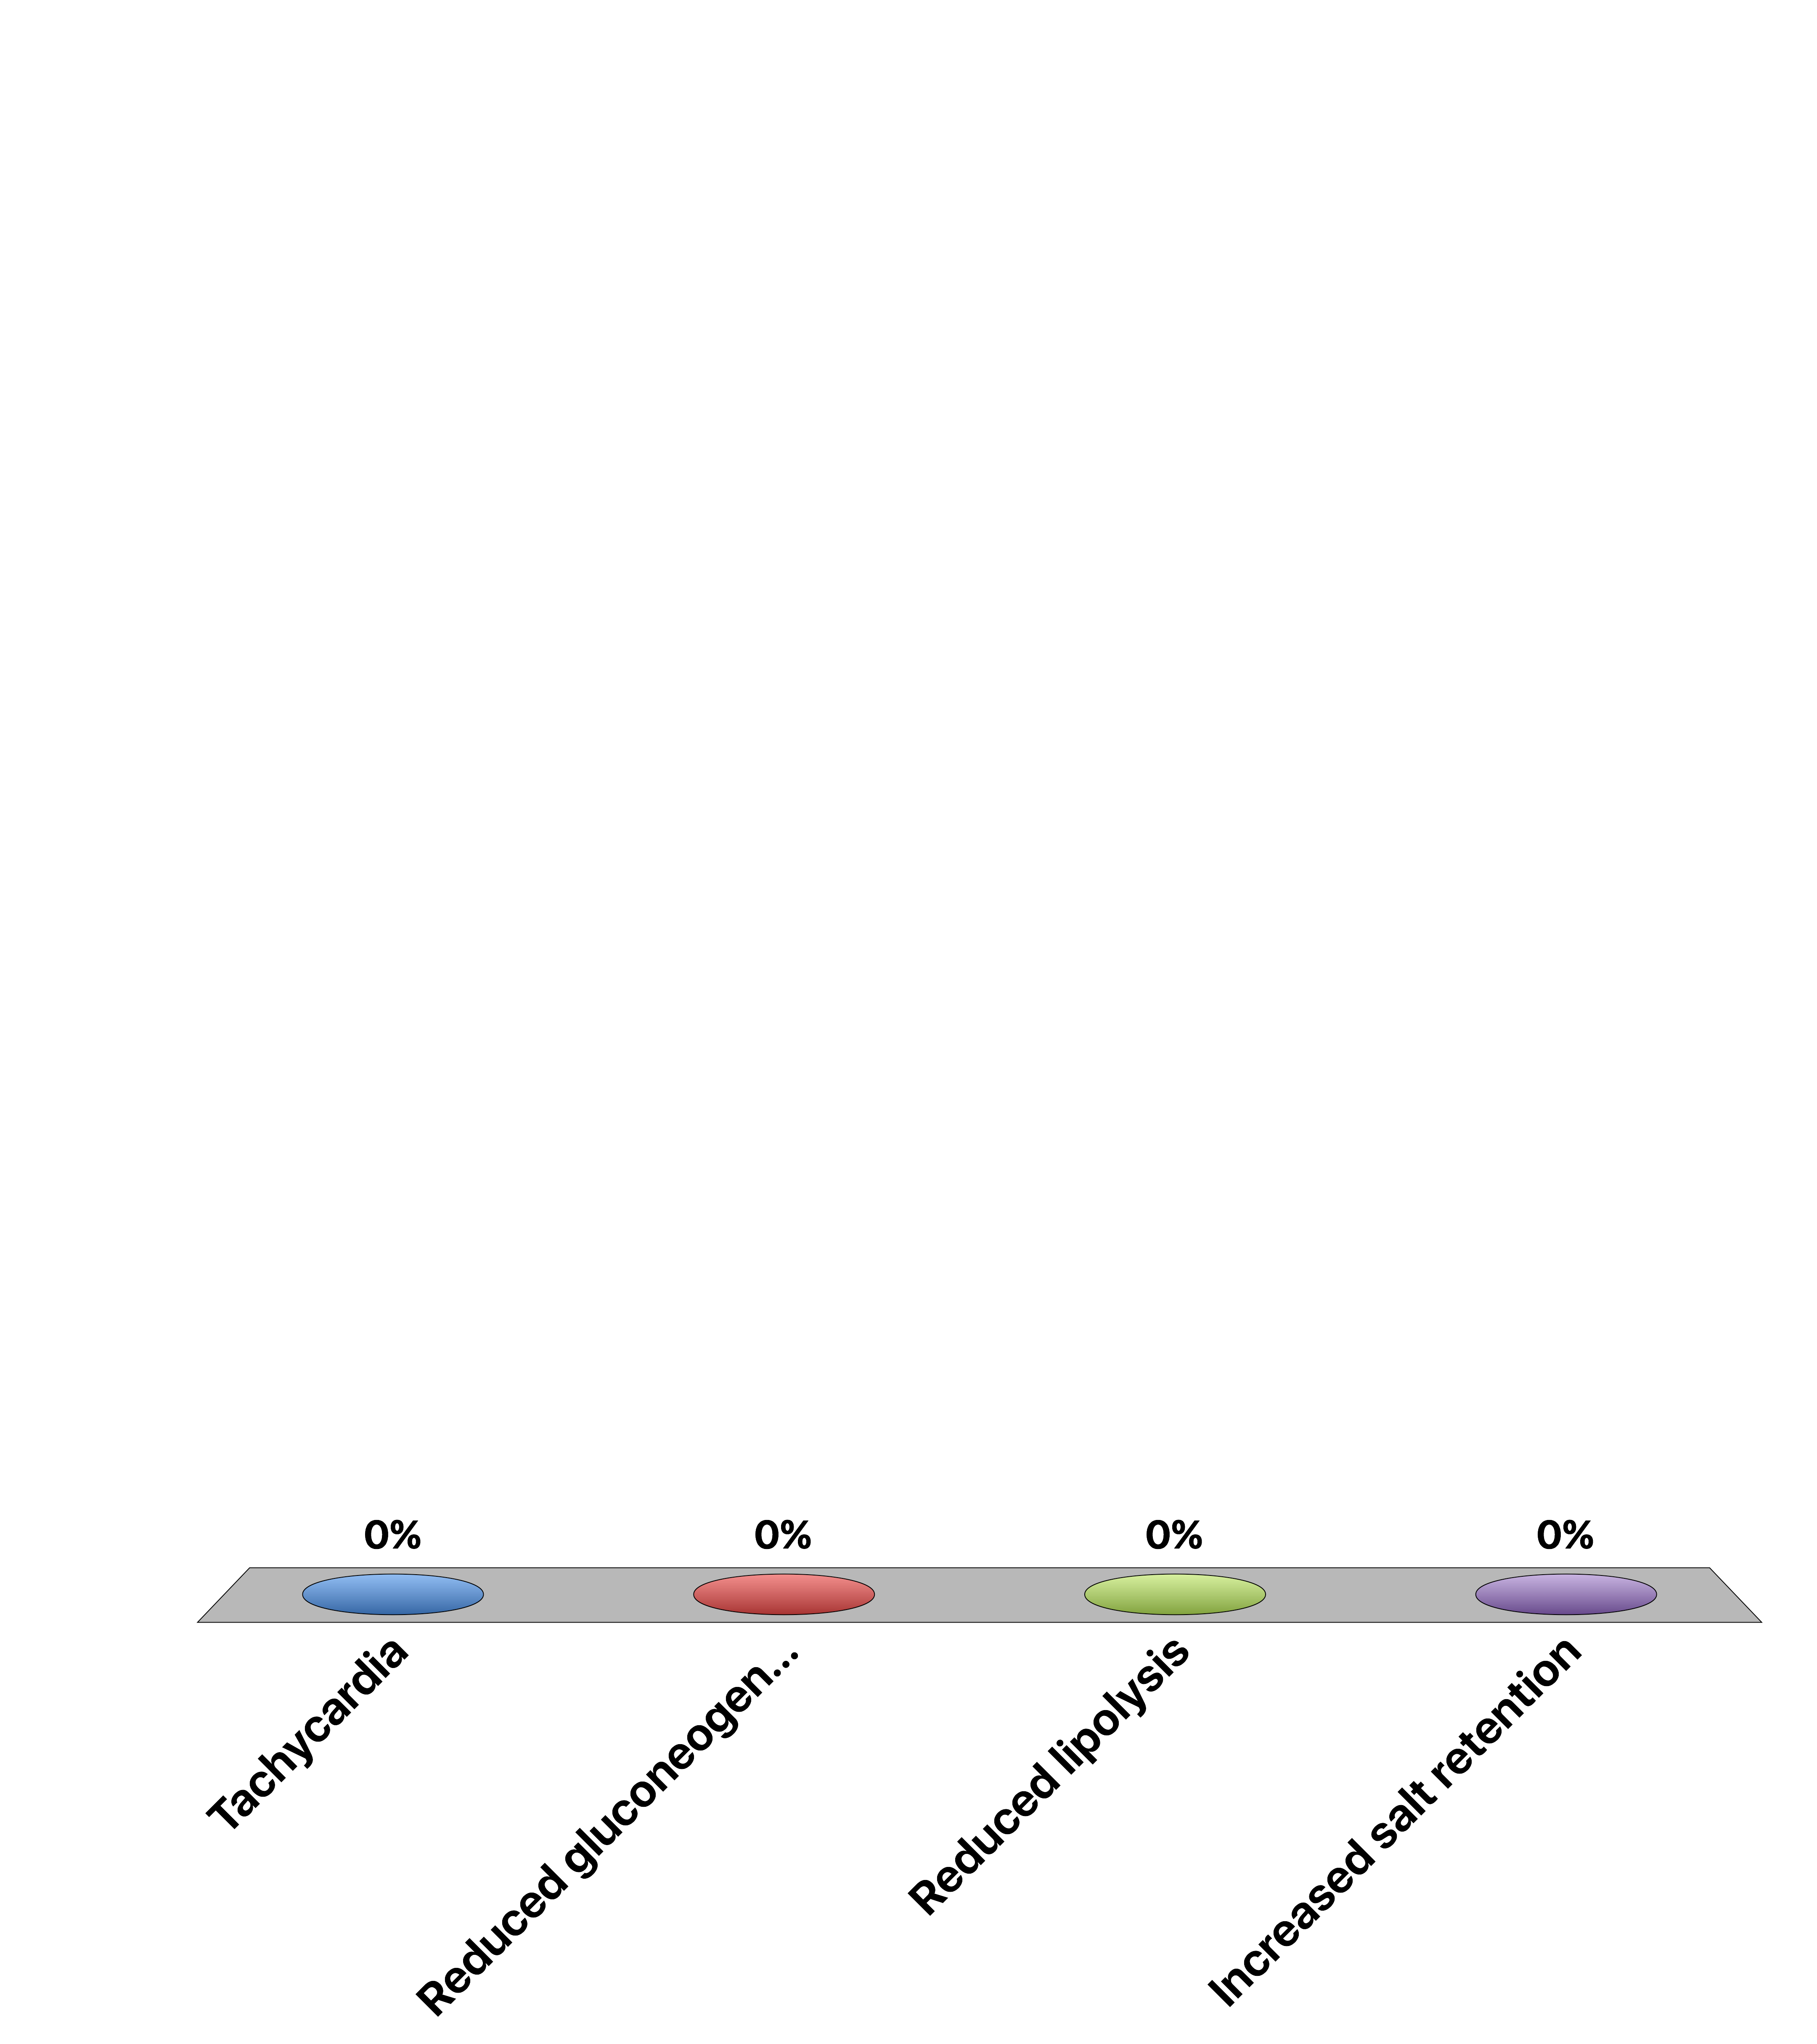 0% 0% 0% 0%
Tachycardia
Reduced gluconeogen...
Reduced lipolysis
Increased salt retention